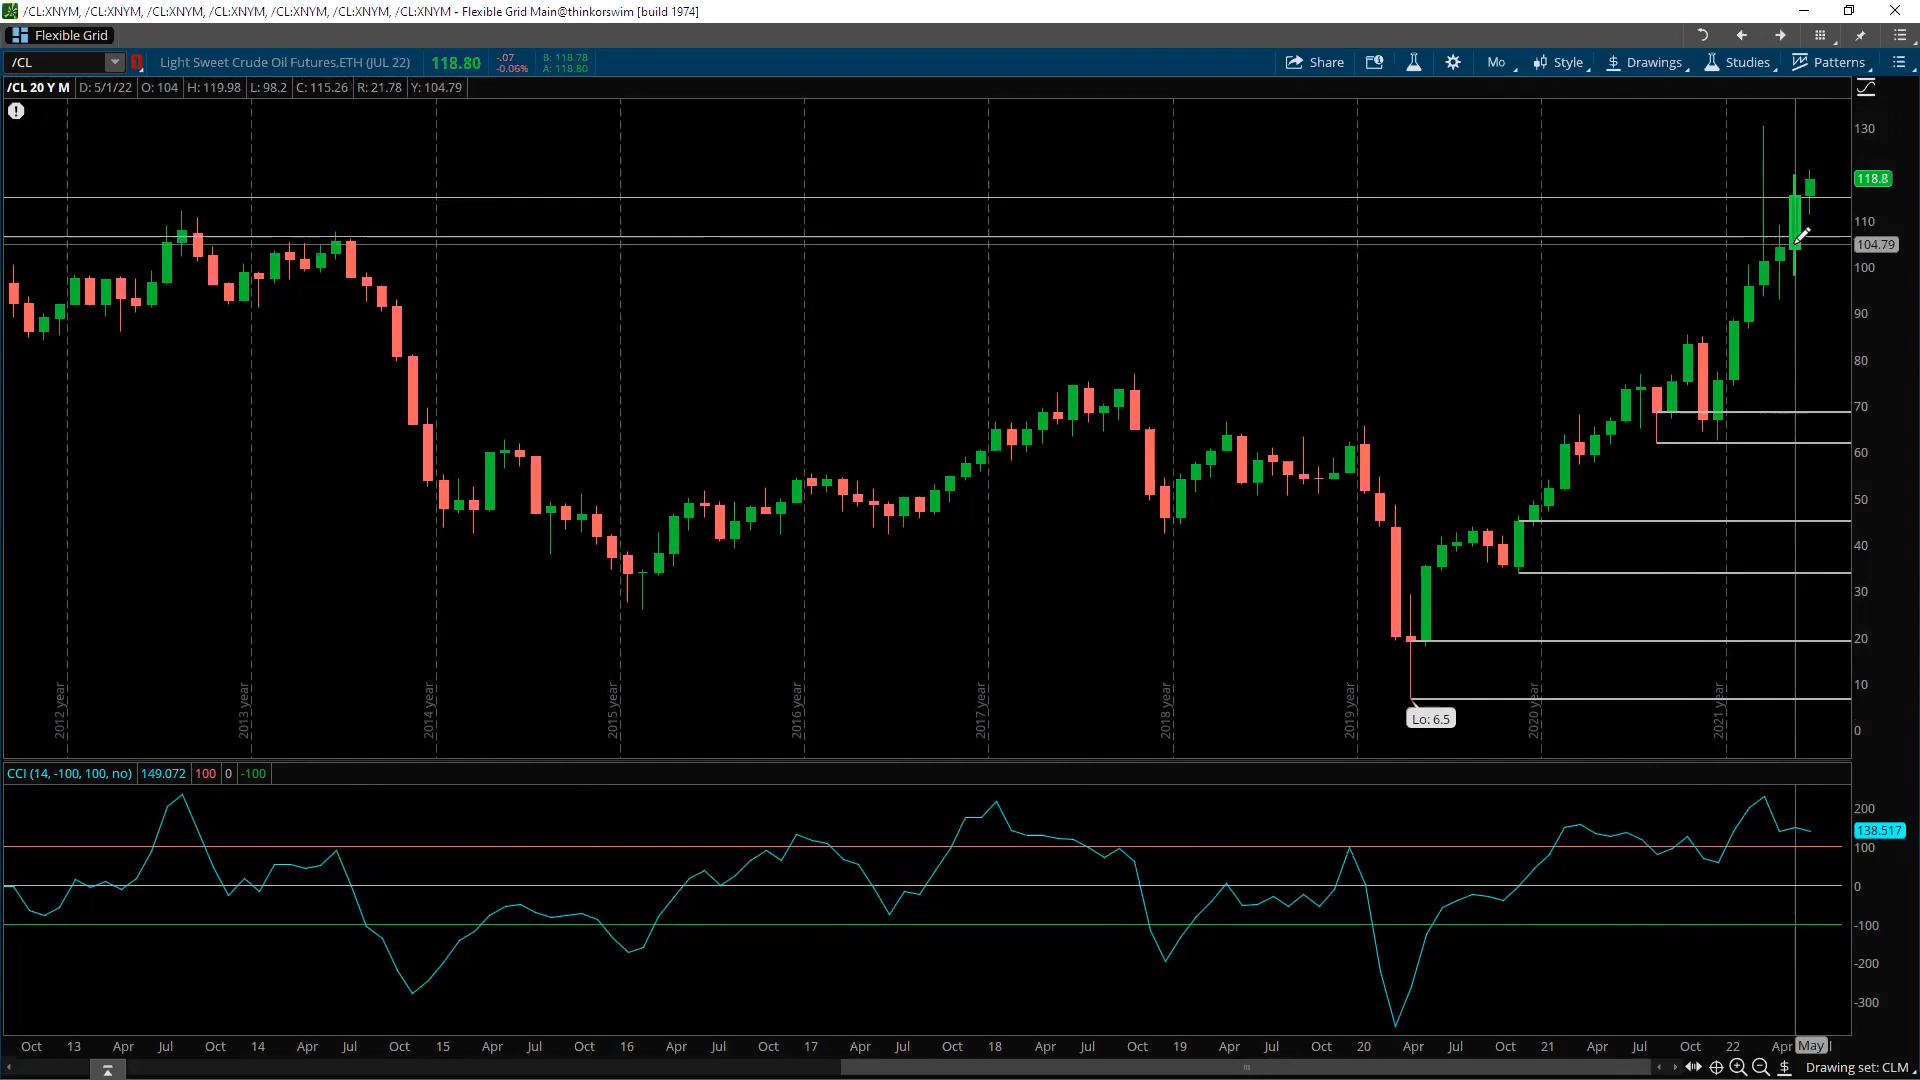 /CL:XNYM, /CL:XNYM, /CL:XNYM, /CL:XNYM, /CL:XNYM, /CL:XNYM, /CL:XNYM - Flexible Grid Main@thinkorswim [build 1974]
Flexible Grid
/CL
1
Light Sweet Crude Oil Futures,ETH (JUL 22)
118.80
-.07
-0.06%
B: 118.78
A: 118.80
Share
Mo
Style
Drawings
Studies
Patterns
/CL 20 Y M D: 5/1/22 O: 104 H: 119.98 L: 98.2 C: 115.26 R: 21.78 Y: 104.79
130
118.8
110
104.79
100
90
80
70
60
50
40
30
20
10
0
Lo: 6.5
2012 year
2013 year
2014 year
2015 year
2016 year
2017 year
2018 year
2019 year
2020 year
2021 year
CCI (14, -100, 100, no) 149.072 100 0 -100
200
138.517
100
0
-100
-200
-300
Oct 13 Apr Jul Oct 14 Apr Jul Oct 15 Apr Jul Oct 16 Apr Jul Oct 17 Apr Jul Oct 18 Apr Jul Oct 19 Apr Jul Oct 20 Apr Jul Oct 21 Apr Jul Oct 22 Apr May
Drawing set: CLM